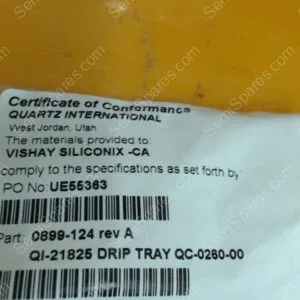 Certificate of Conformance
QUARTZ INTERNATIONAL
West Jordan, Utah
The materials provided to
VISHAY SILICONIX -CA
comply to the specifications as set forth by
PO No UE55363
Part: 0899-124 rev A
QI-21825 DRIP TRAY QC-0260-00